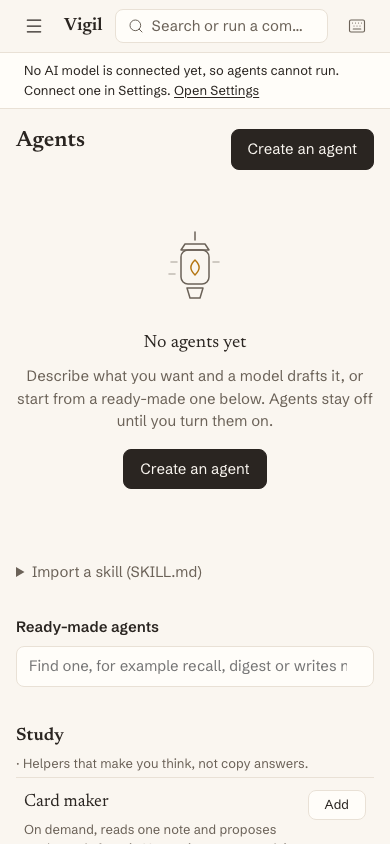 Vigil
Search or run a com…
No AI model is connected yet, so agents cannot run.
Connect one in Settings. Open Settings
Agents
Create an agent
No agents yet
Describe what you want and a model drafts it, or
start from a ready-made one below. Agents stay off
until you turn them on.
Create an agent
Import a skill (SKILL.md)
Ready-made agents
Find one, for example recall, digest or writes
Study
· Helpers that make you think, not copy answers.
Card maker
Add
On demand, reads one note and proposes